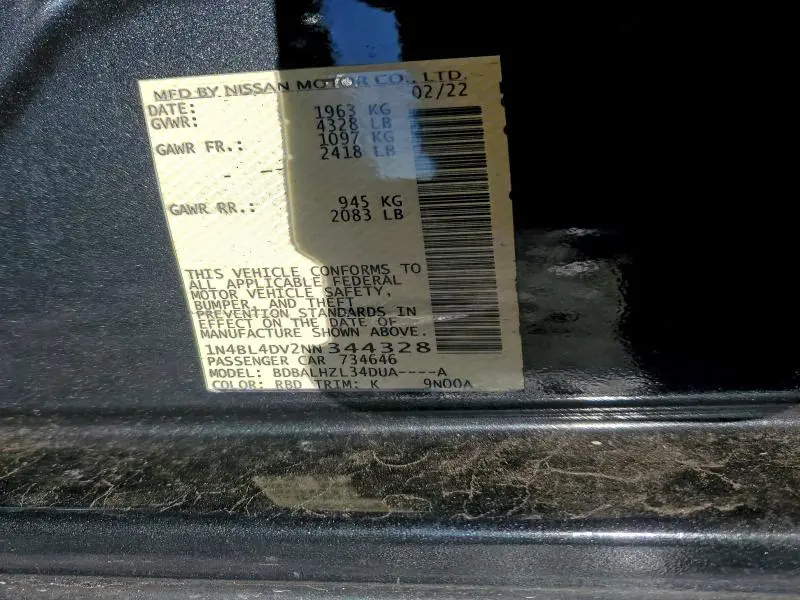 MFD BY NISSAN MOTOR CO., LTD.
DATE: 02/22
GVWR: 1963 KG
4328 LB
GAWR FR.: 1097 KG
2418 LB
GAWR RR.: 945 KG
2083 LB
THIS VEHICLE CONFORMS TO
ALL APPLICABLE FEDERAL
MOTOR VEHICLE SAFETY,
BUMPER, AND THEFT
PREVENTION STANDARDS IN
EFFECT ON THE DATE OF
MANUFACTURE SHOWN ABOVE.
1N4BL4DV2NN344328
PASSENGER CAR 734646
MODEL: BDBALHZL34DUA----A
COLOR: RBD TRIM: K 9N00A